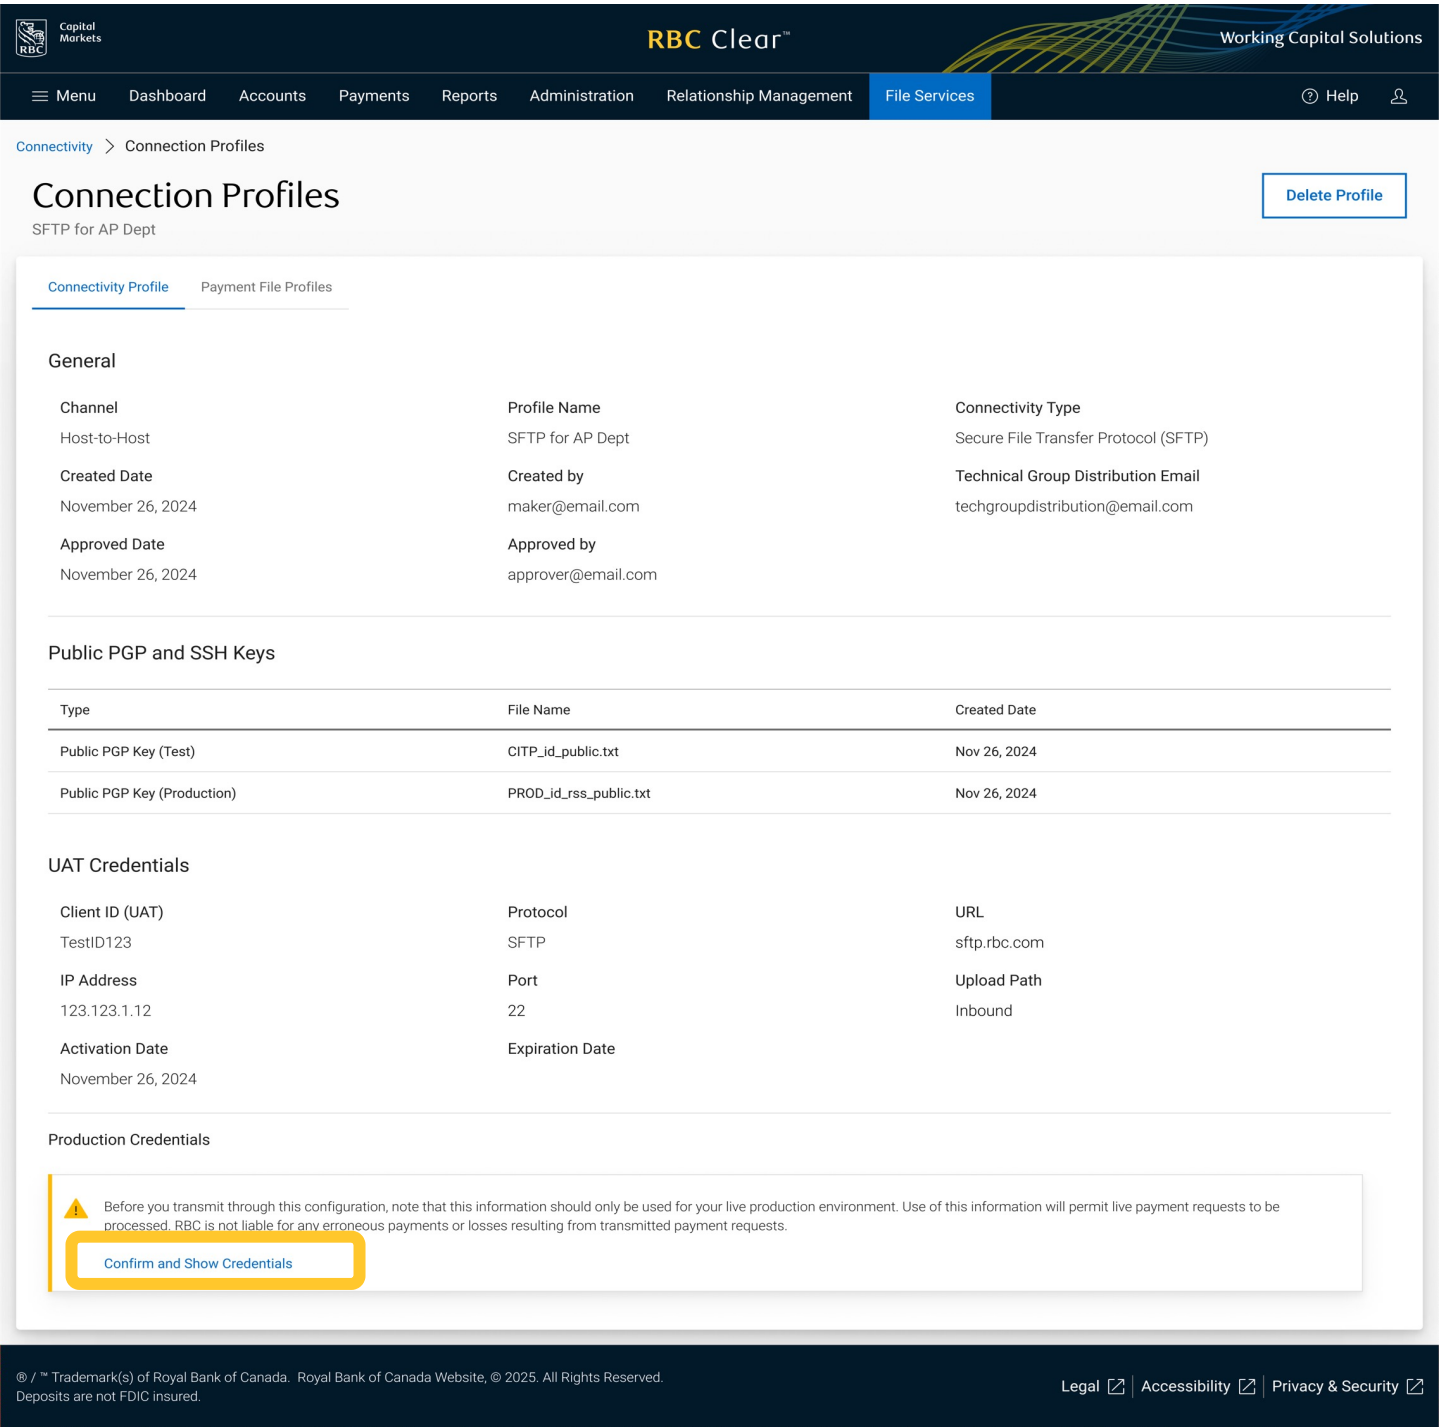 Capital
Markets
RBC
RBC Clear™
Working Capital Solutions
Menu Dashboard Accounts Payments Reports Administration Relationship Management File Services Help
Connectivity > Connection Profiles
Connection Profiles
Delete Profile
SFTP for AP Dept
Connectivity Profile Payment File Profiles
General
Channel Profile Name Connectivity Type
Host-to-Host SFTP for AP Dept Secure File Transfer Protocol (SFTP)
Created Date Created by Technical Group Distribution Email
November 26, 2024 maker@email.com techgroupdistribution@email.com
Approved Date Approved by
November 26, 2024 approver@email.com
Public PGP and SSH Keys
Type File Name Created Date
Public PGP Key (Test) CITP_id_public.txt Nov 26, 2024
Public PGP Key (Production) PROD_id_rss_public.txt Nov 26, 2024
UAT Credentials
Client ID (UAT) Protocol URL
TestID123 SFTP sftp.rbc.com
IP Address Port Upload Path
123.123.1.12 22 Inbound
Activation Date Expiration Date
November 26, 2024
Production Credentials
Before you transmit through this configuration, note that this information should only be used for your live production environment. Use of this information will permit live payment requests to be
processed. RBC is not liable for any erroneous payments or losses resulting from transmitted payment requests.
Confirm and Show Credentials
® / ™ Trademark(s) of Royal Bank of Canada. Royal Bank of Canada Website, © 2025. All Rights Reserved.
Deposits are not FDIC insured.
Legal | Accessibility | Privacy & Security